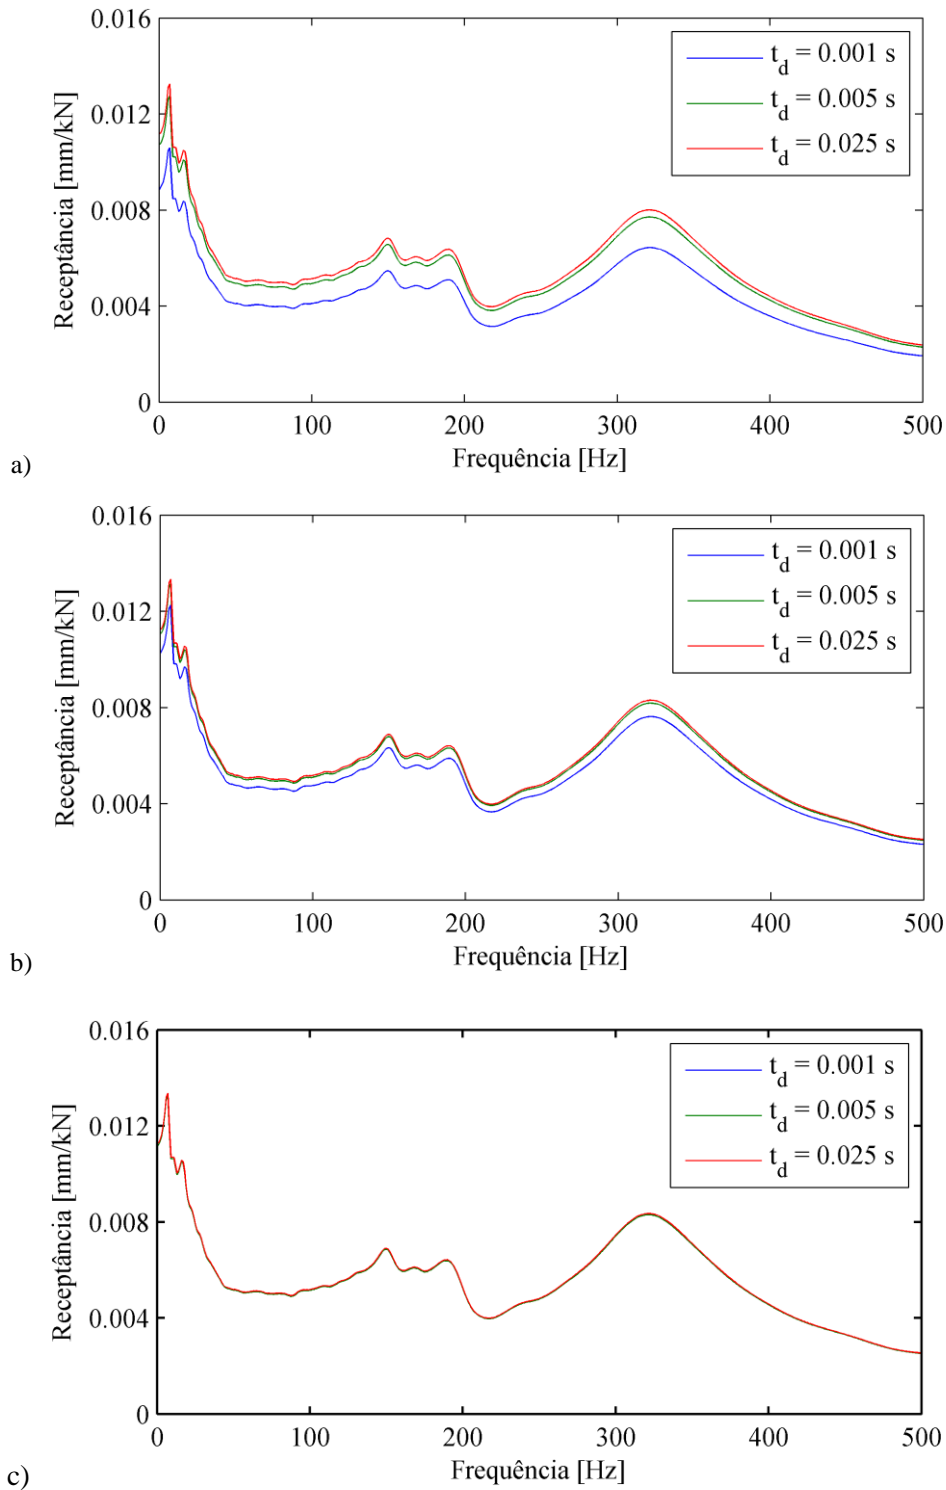 0.016
0.012
0.008
0.004
0
Receptância [mm/kN]
t_d = 0.001 s
t_d = 0.005 s
t_d = 0.025 s
0 100 200 300 400 500
Frequência [Hz]
a)
0.016
0.012
0.008
0.004
0
Receptância [mm/kN]
t_d = 0.001 s
t_d = 0.005 s
t_d = 0.025 s
0 100 200 300 400 500
Frequência [Hz]
b)
0.016
0.012
0.008
0.004
0
Receptância [mm/kN]
t_d = 0.001 s
t_d = 0.005 s
t_d = 0.025 s
0 100 200 300 400 500
Frequência [Hz]
c)